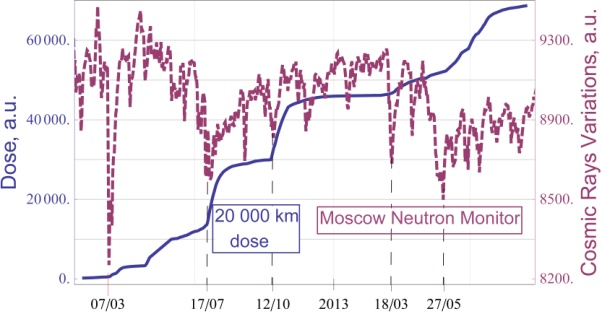 Dose, a.u.
60000.
40000.
20000.
0.
20 000 km
dose
Moscow Neutron Monitor
9300.
8900.
8500.
8200.
Cosmic Rays Variations, a.u.
07/03 17/07 12/10 2013 18/03 27/05